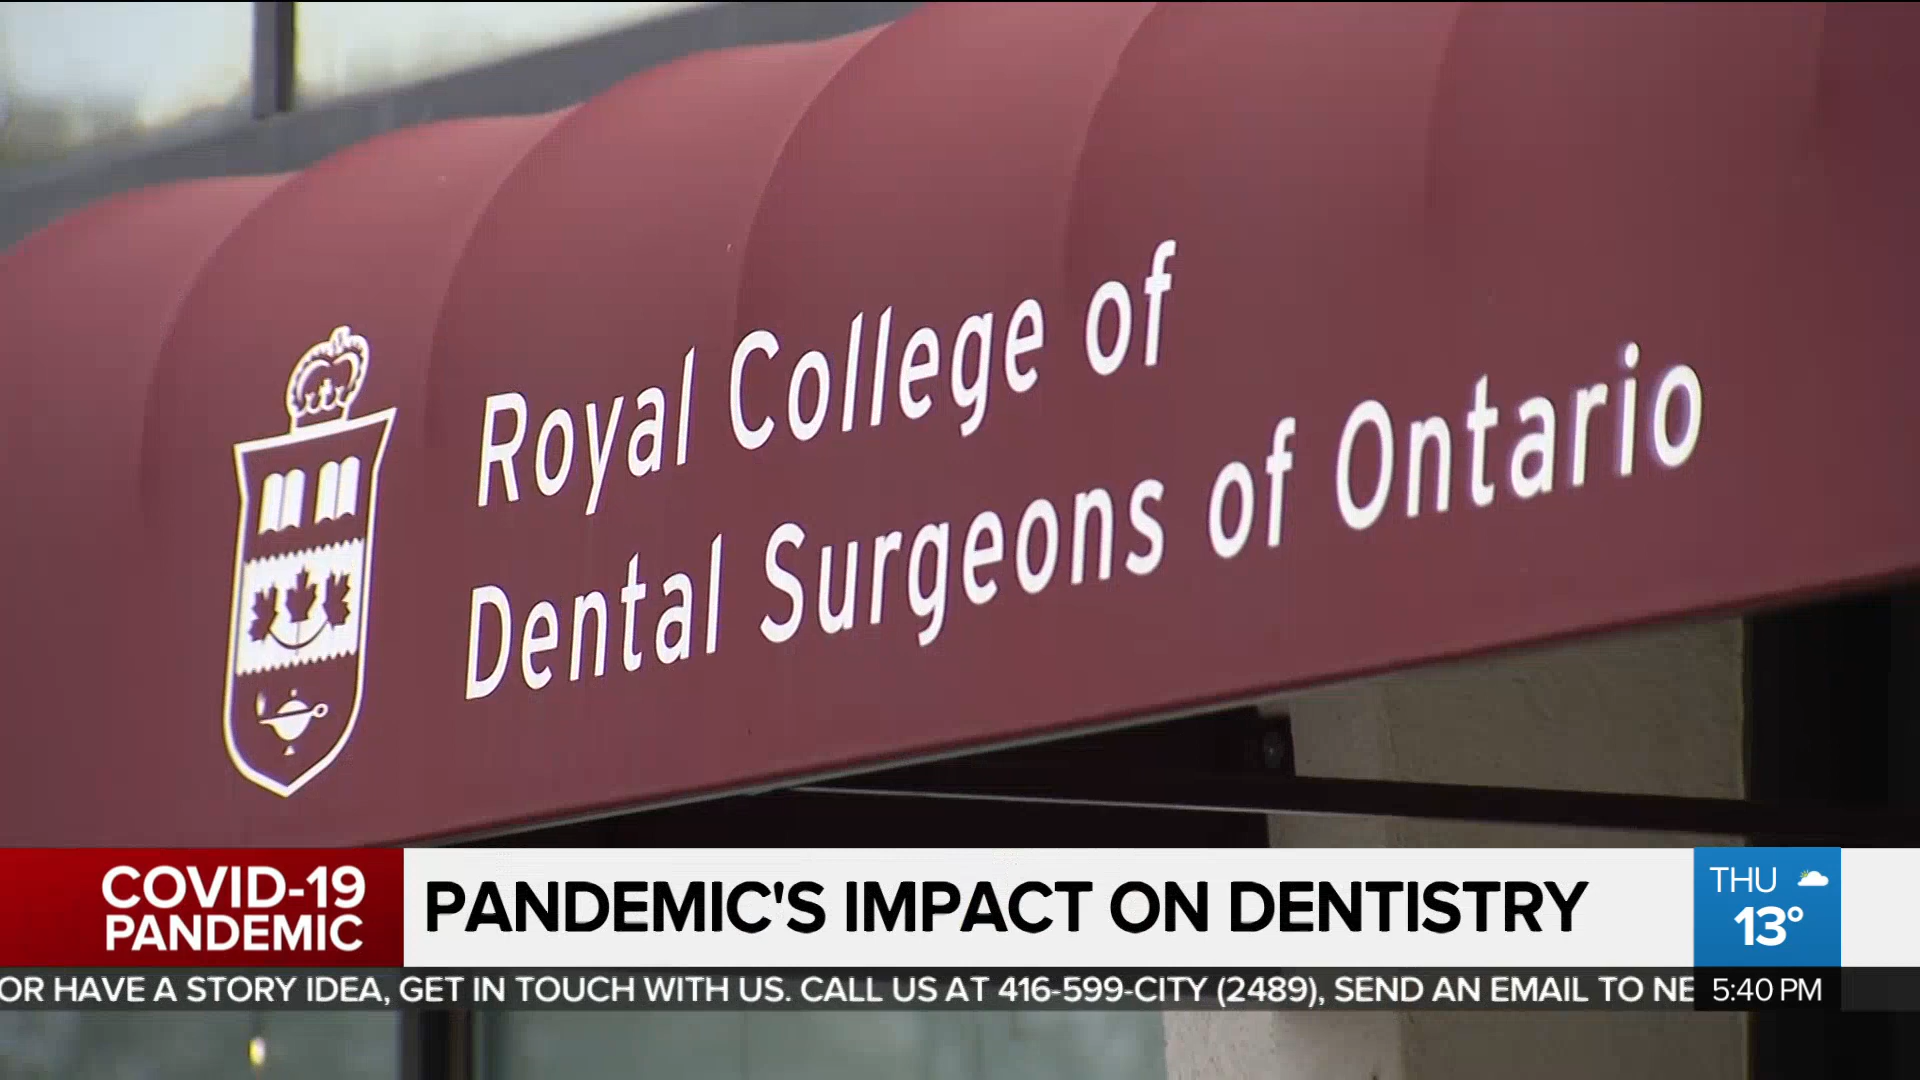 Royal College of
Dental Surgeons of Ontario
COVID-19
PANDEMIC
PANDEMIC'S IMPACT ON DENTISTRY
THU
13°
OR HAVE A STORY IDEA, GET IN TOUCH WITH US. CALL US AT 416-599-CITY (2489), SEND AN EMAIL TO NE
5:40 PM